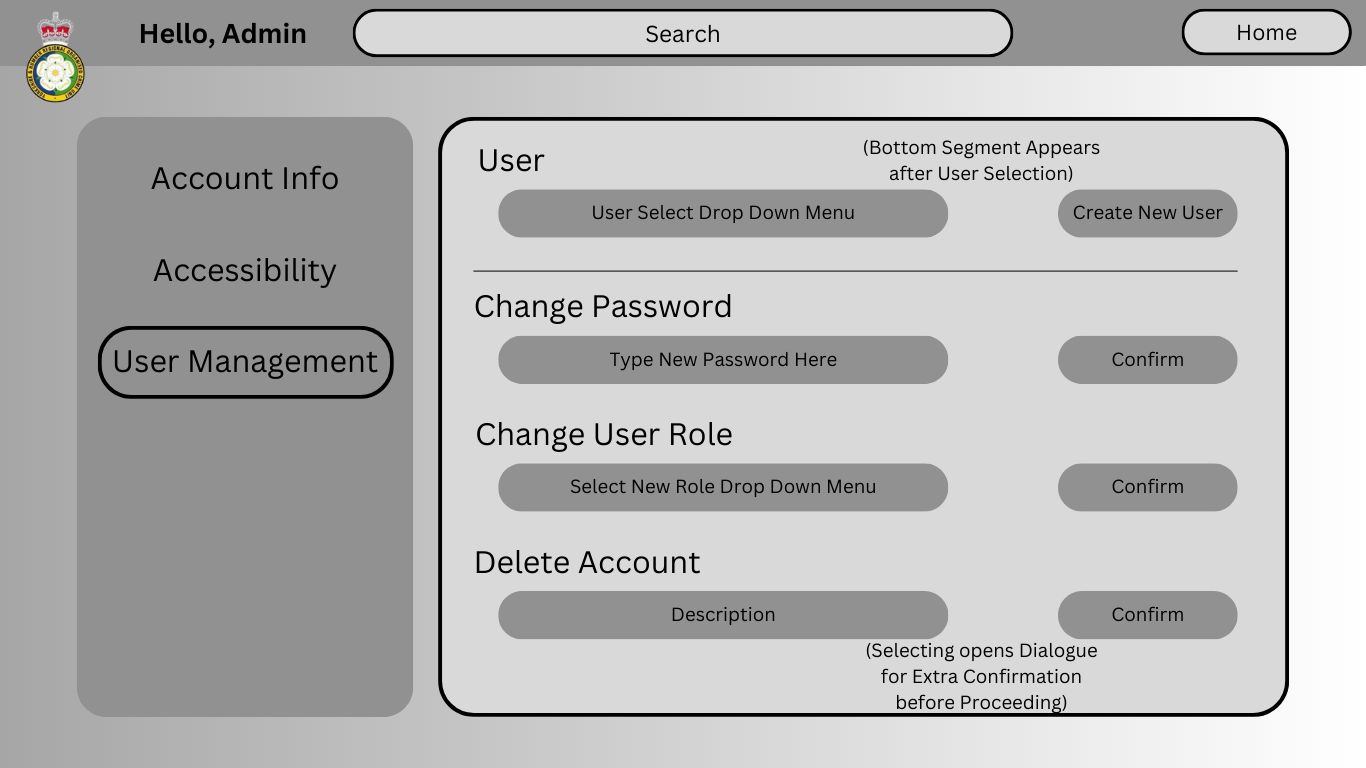 Hello, Admin
Search
Home
Account Info
Accessibility
User Management
User
(Bottom Segment Appears
after User Selection)
User Select Drop Down Menu
Create New User
Change Password
Type New Password Here
Confirm
Change User Role
Select New Role Drop Down Menu
Confirm
Delete Account
Description
Confirm
(Selecting opens Dialogue
for Extra Confirmation
before Proceeding)